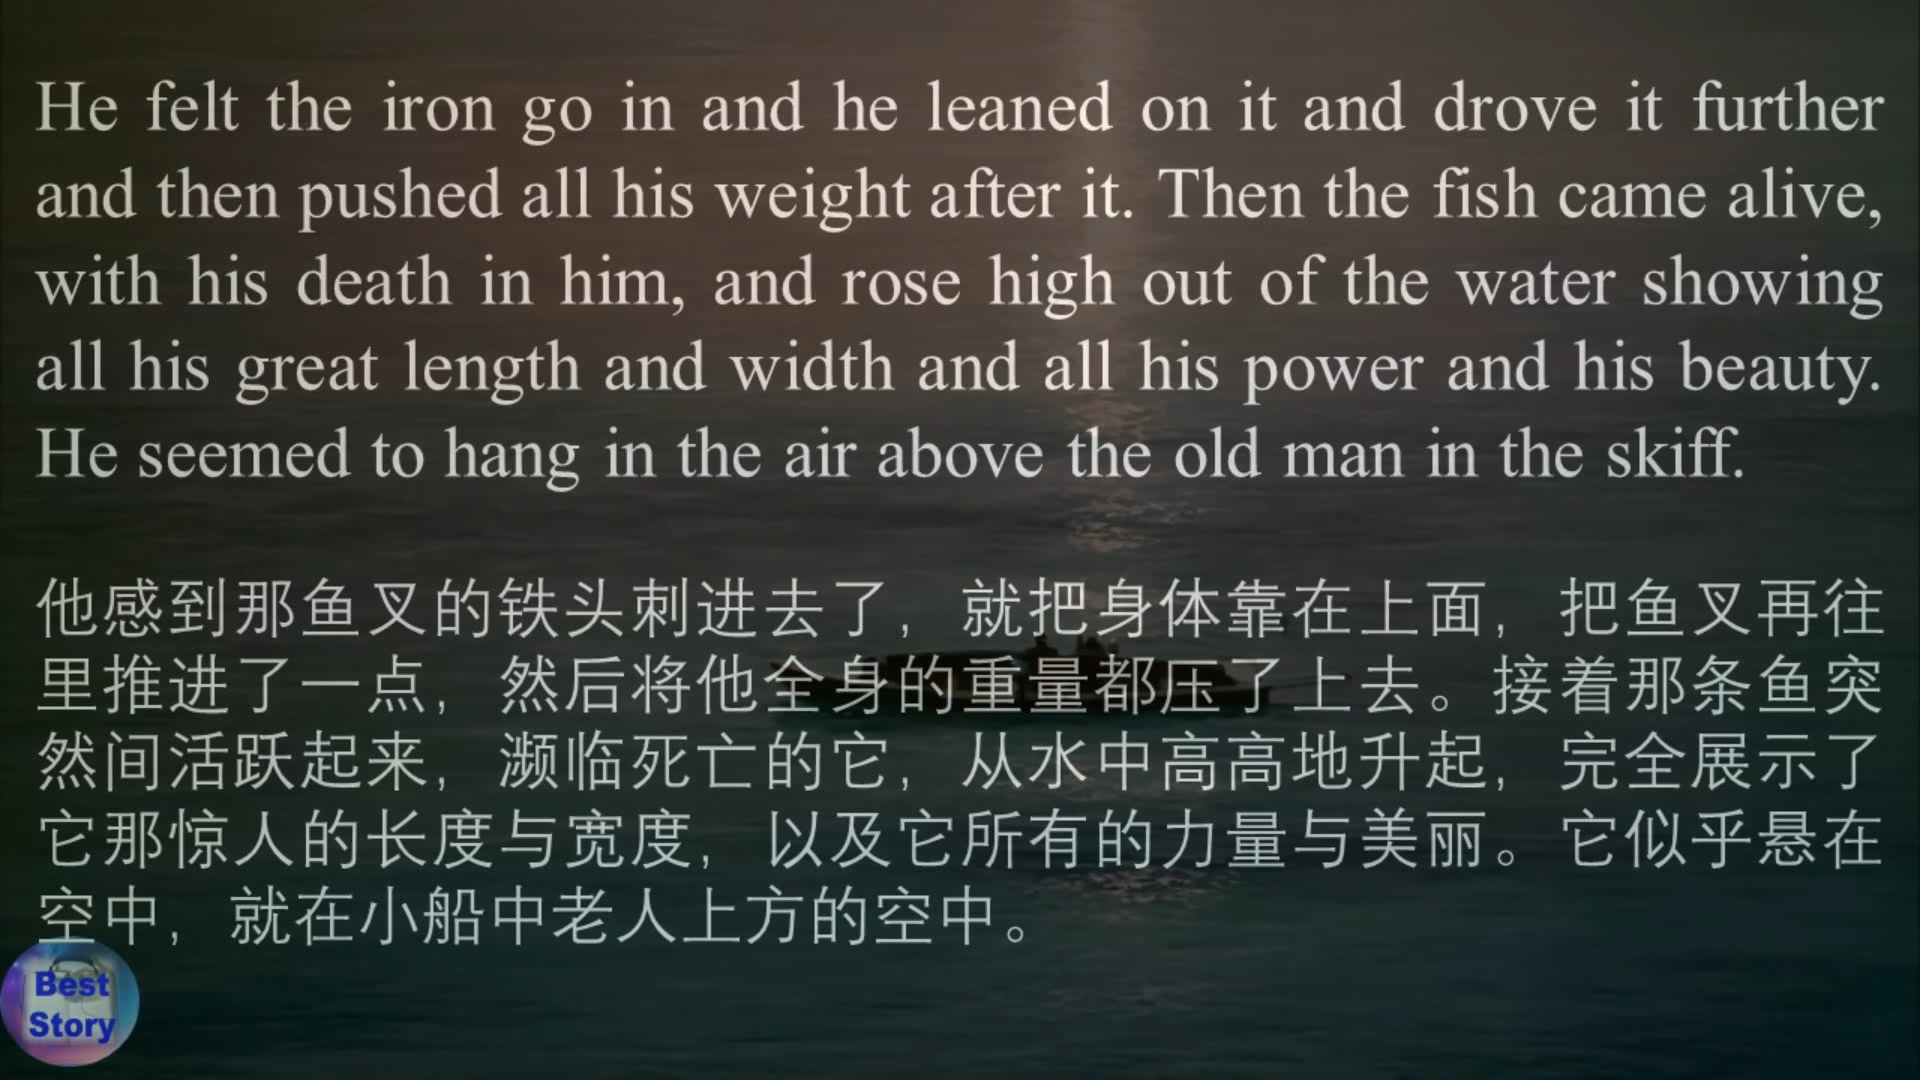 He felt the iron go in and he leaned on it and drove it further
and then pushed all his weight after it. Then the fish came alive,
with his death in him, and rose high out of the water showing
all his great length and width and all his power and his beauty.
He seemed to hang in the air above the old man in the skiff.
他感到那鱼叉的铁头刺进去了，就把身体靠在上面，把鱼叉再往
里推进了一点，然后将他全身的重量都压了上去。接着那条鱼突
然间活跃起来，濒临死亡的它，从水中高高地升起，完全展示了
它那惊人的长度与宽度，以及它所有的力量与美丽。它似乎悬在
空中，就在小船中老人上方的空中。
Best
Story